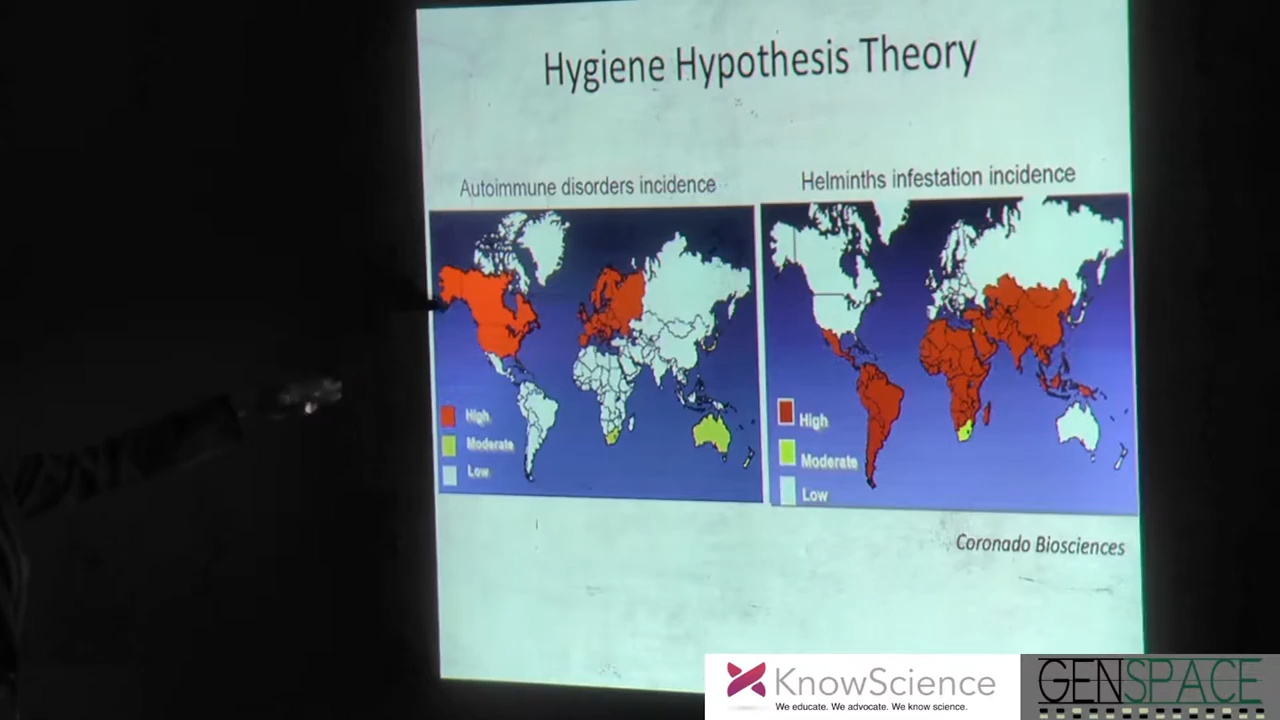 Hygiene Hypothesis Theory
Autoimmune disorders incidence
Helminths infestation incidence
High
Moderate
Low
High
Moderate
Low
Coronado Biosciences
KnowScience
We educate. We advocate. We know science.
GENSPACE